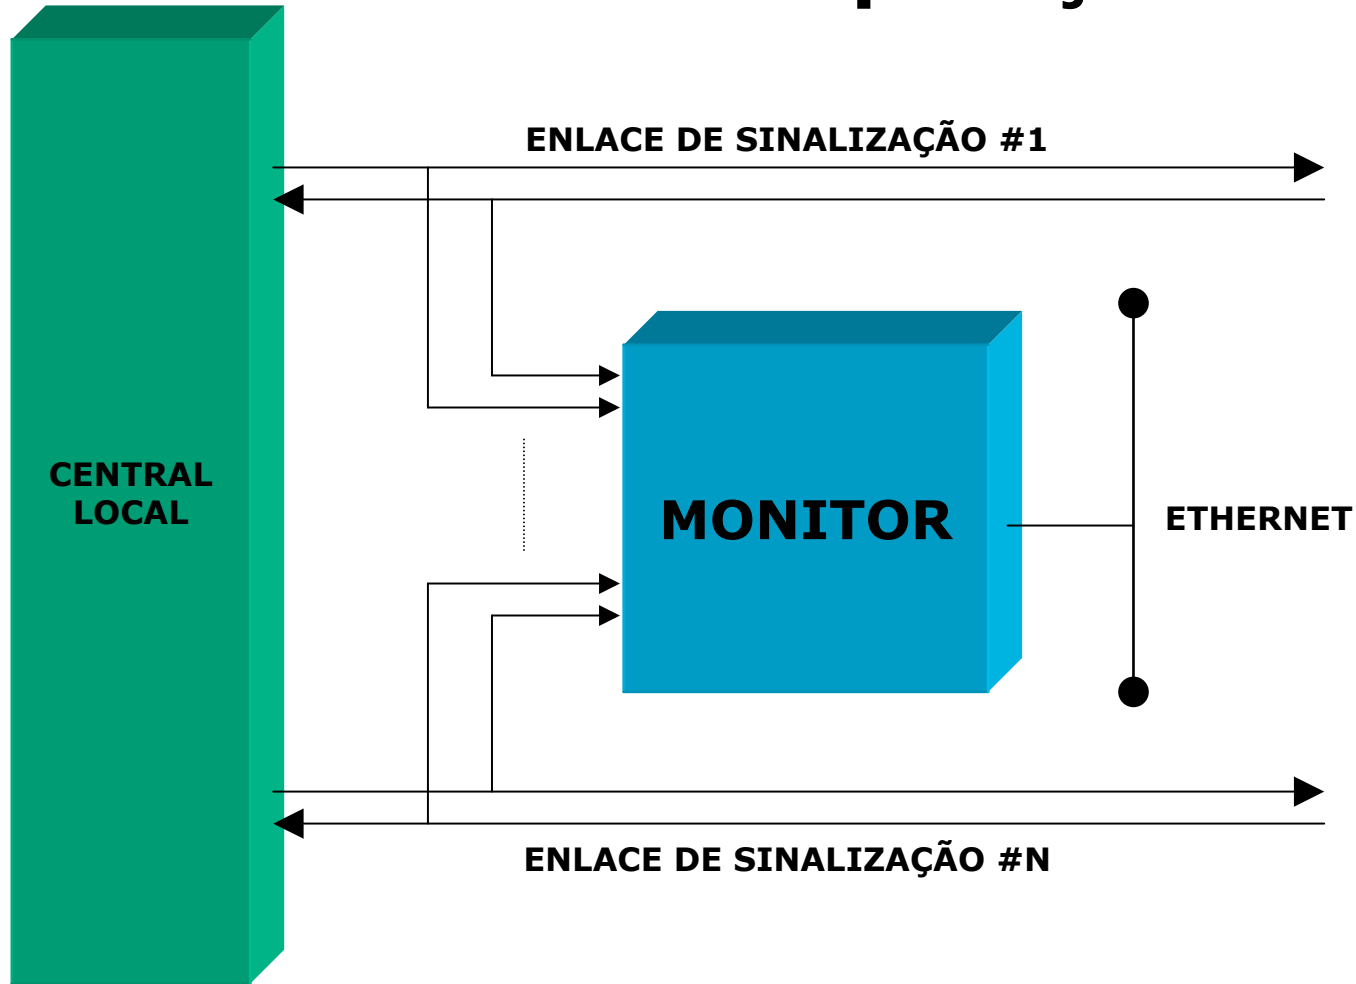 ENLACE DE SINALIZAÇÃO #1
CENTRAL
LOCAL
MONITOR
ETHERNET
ENLACE DE SINALIZAÇÃO #N